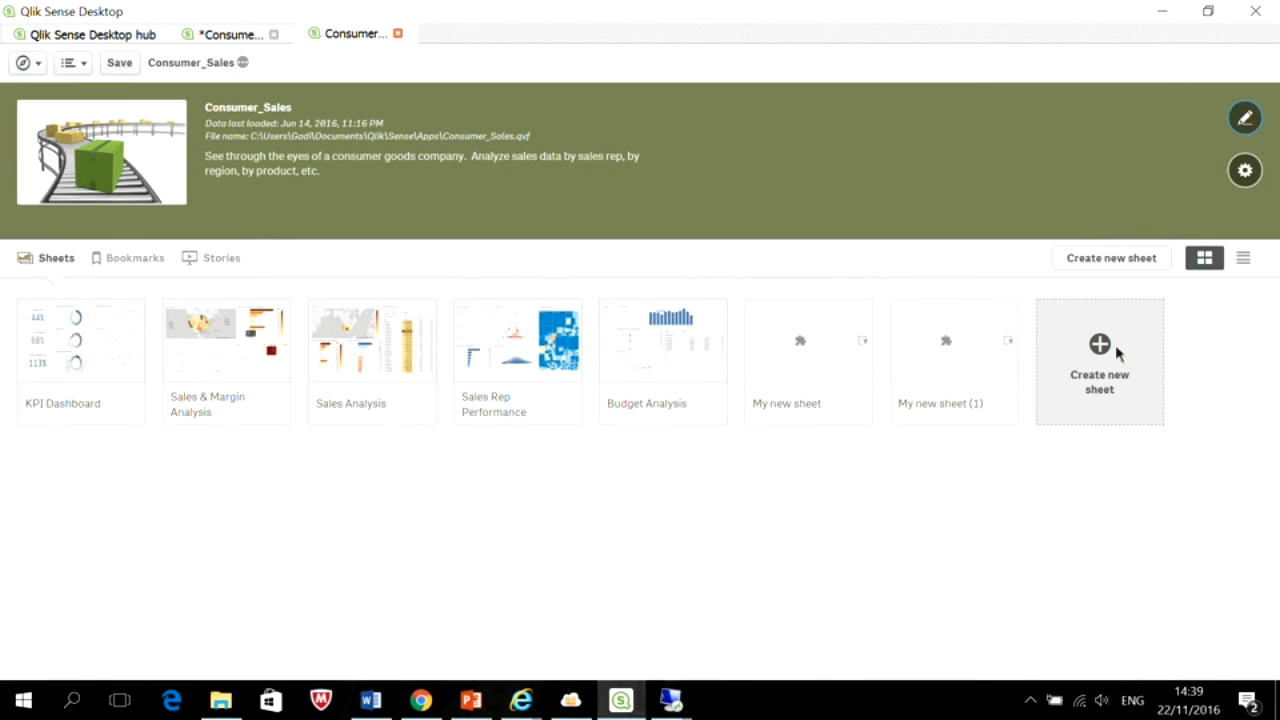 Qlik Sense Desktop
Qlik Sense Desktop hub
*Consume...
Consumer...
Save
Consumer_Sales
Consumer_Sales
Data last loaded: Jun 14, 2016, 11:16 PM
File name: C:\Users\Gadi\Documents\Qlik\Sense\Apps\Consumer_Sales.qvf
See through the eyes of a consumer goods company. Analyze sales data by sales rep, by
region, by product, etc.
Sheets
Bookmarks
Stories
Create new sheet
44%
68%
113%
KPI Dashboard
Sales & Margin
Analysis
Sales Analysis
Sales Rep
Performance
Budget Analysis
My new sheet
My new sheet (1)
Create new
sheet
ENG
14:39
22/11/2016
2